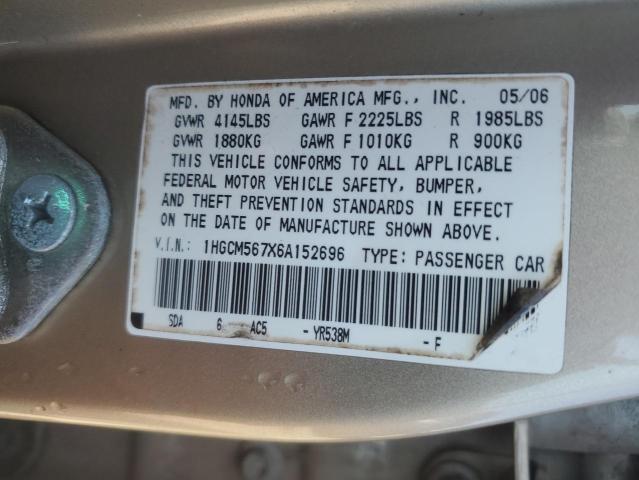 MFD. BY HONDA OF AMERICA MFG., INC. 05/06
GVWR 4145LBS GAWR F 2225LBS R 1985LBS
GVWR 1880KG GAWR F 1010KG R 900KG
THIS VEHICLE CONFORMS TO ALL APPLICABLE
FEDERAL MOTOR VEHICLE SAFETY, BUMPER,
AND THEFT PREVENTION STANDARDS IN EFFECT
ON THE DATE OF MANUFACTURE SHOWN ABOVE.
V.I.N.: 1HGCM567X6A152696 TYPE: PASSENGER CAR
SDA 6 AC5 -YR538M -F